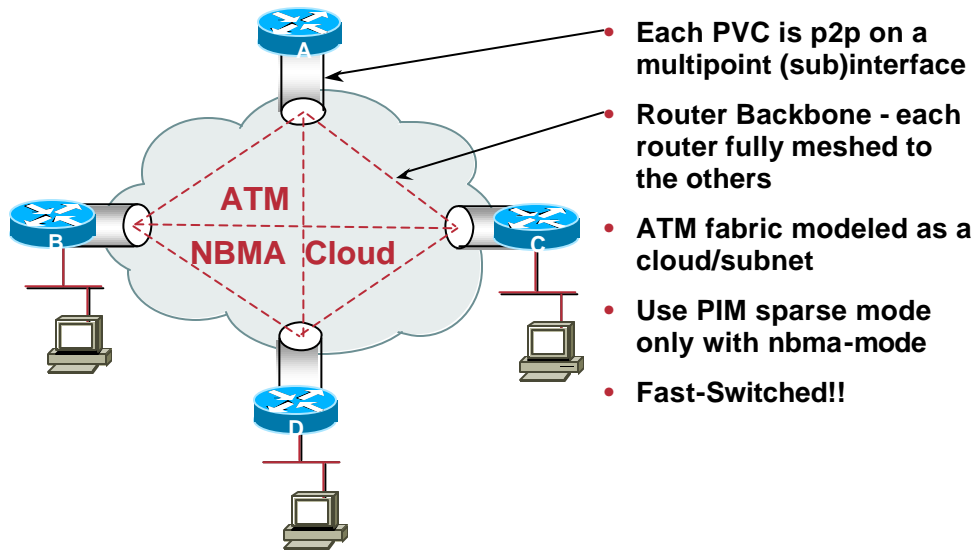 A
B
C
D
ATM
NBMA Cloud
• Each PVC is p2p on a
multipoint (sub)interface
• Router Backbone - each
router fully meshed to
the others
• ATM fabric modeled as a
cloud/subnet
• Use PIM sparse mode
only with nbma-mode
• Fast-Switched!!